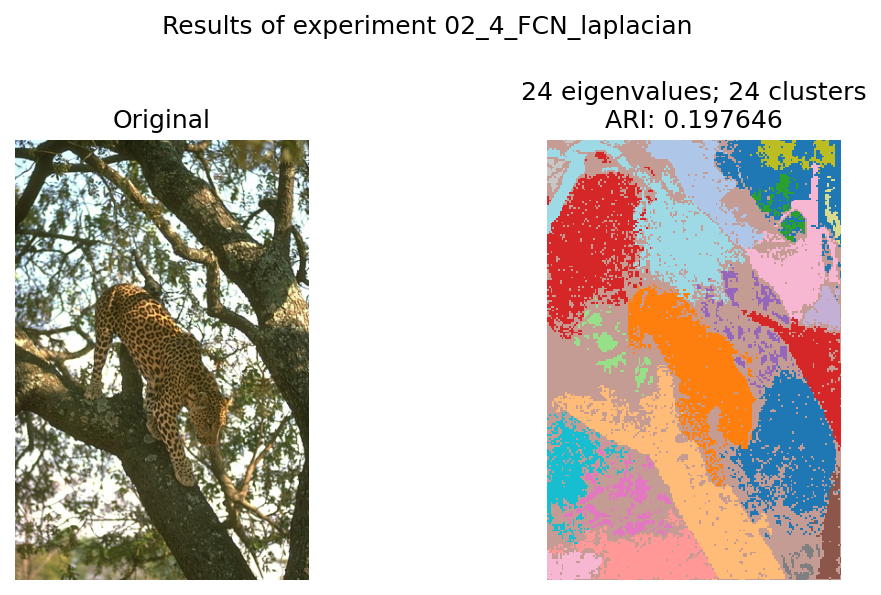 Results of experiment 02_4_FCN_laplacian
Original
24 eigenvalues; 24 clusters
ARI: 0.197646